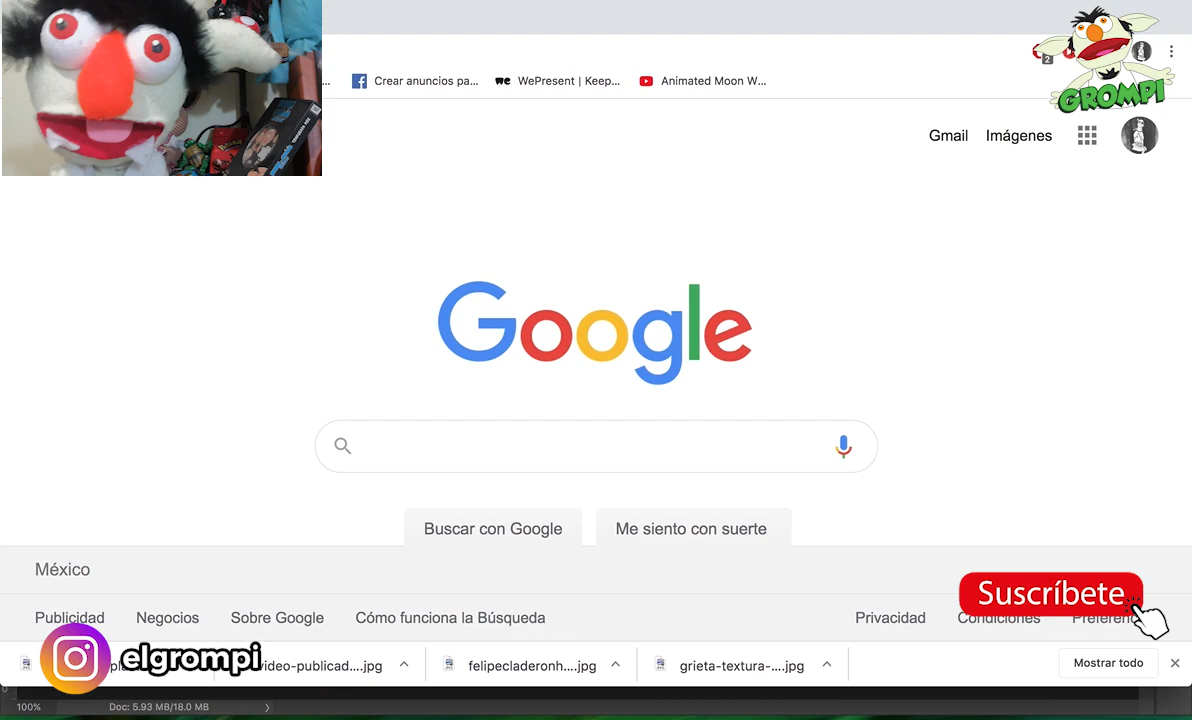 Crear anuncios pa...
WePresent | Keep...
Animated Moon W...
2
GROMPI
Gmail
Imágenes
Google
Buscar con Google
Me siento con suerte
México
Suscríbete
Publicidad
Negocios
Sobre Google
Cómo funciona la Búsqueda
Privacidad
Condiciones
elgrompi
video-publicad....jpg
felipecladeronh....jpg
grieta-textura-....jpg
Mostrar todo
100%
Doc: 5.93 MB/18.0 MB